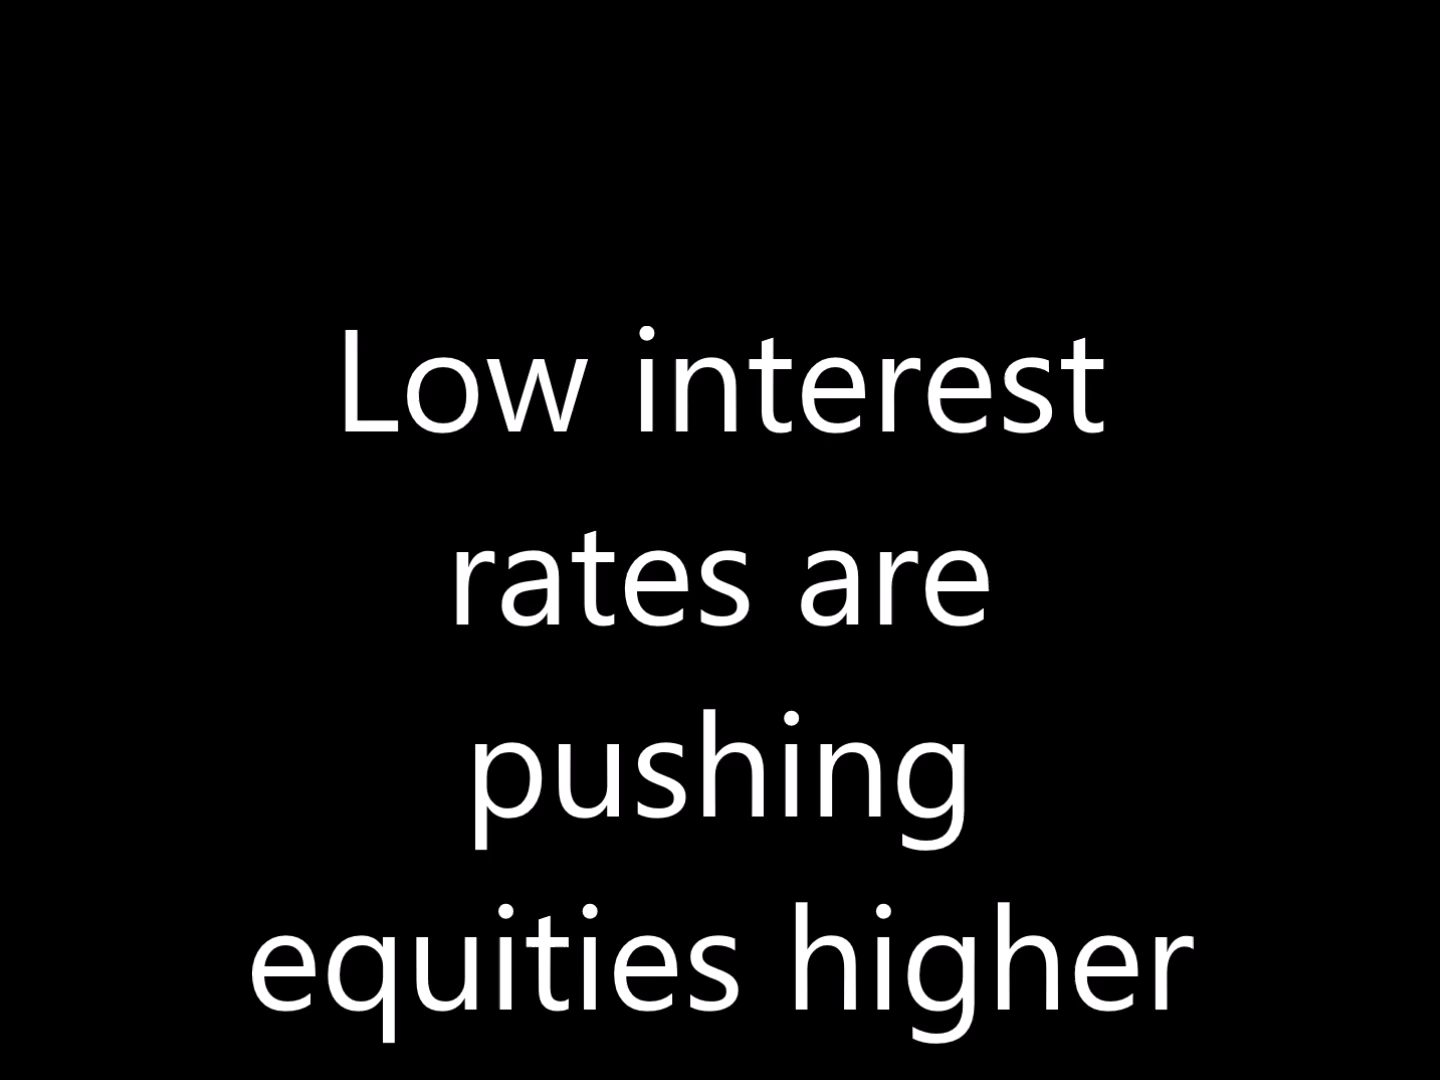 Low interest
rates are
pushing
equities higher